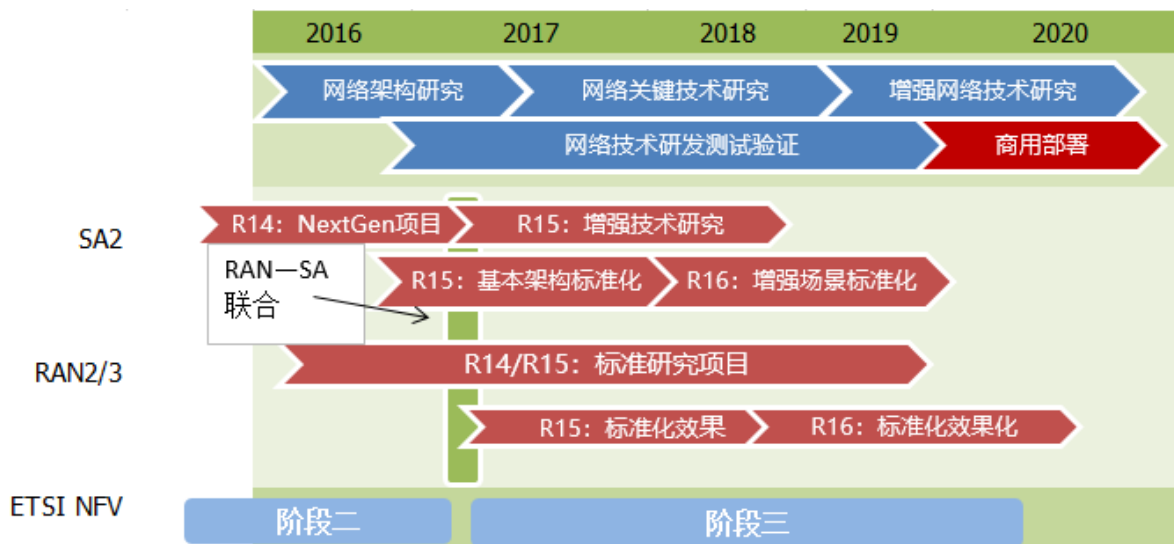 2016 2017 2018 2019 2020
网络架构研究 网络关键技术研究 增强网络技术研究
网络技术研发测试验证 商用部署
SA2
R14：NextGen项目 R15：增强技术研究
RAN—SA
联合
R15：基本架构标准化 R16：增强场景标准化
RAN2/3
R14/R15：标准研究项目
R15：标准化效果 R16：标准化效果化
ETSI NFV
阶段二 阶段三